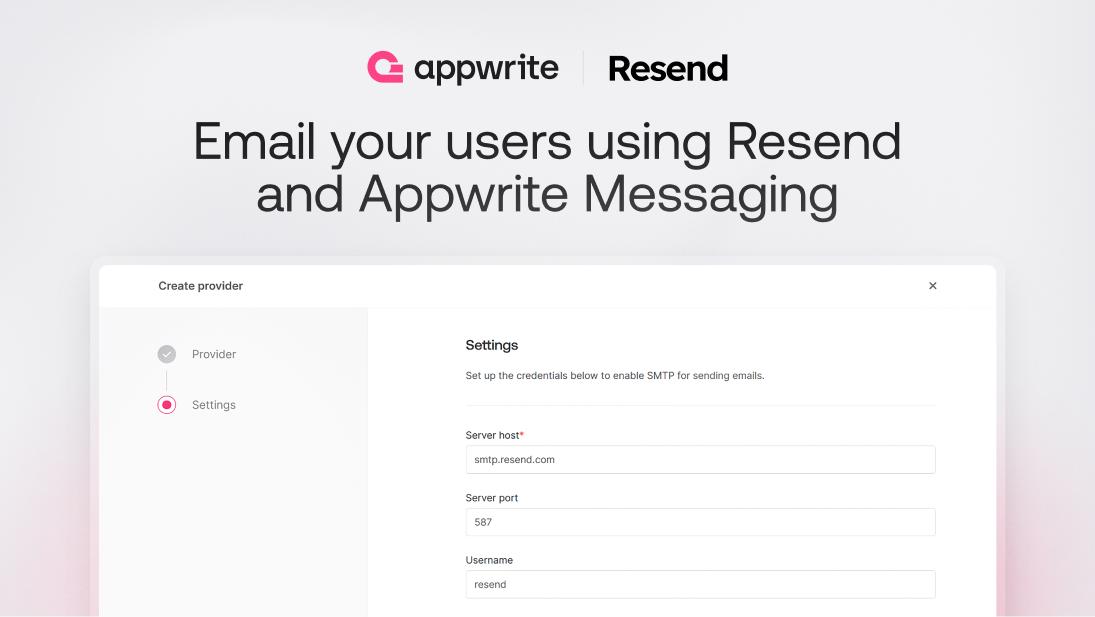 appwrite
Resend
Email your users using Resend
and Appwrite Messaging
Create provider
Provider
Settings
Settings
Set up the credentials below to enable SMTP for sending emails.
Server host*
smtp.resend.com
Server port
587
Username
resend